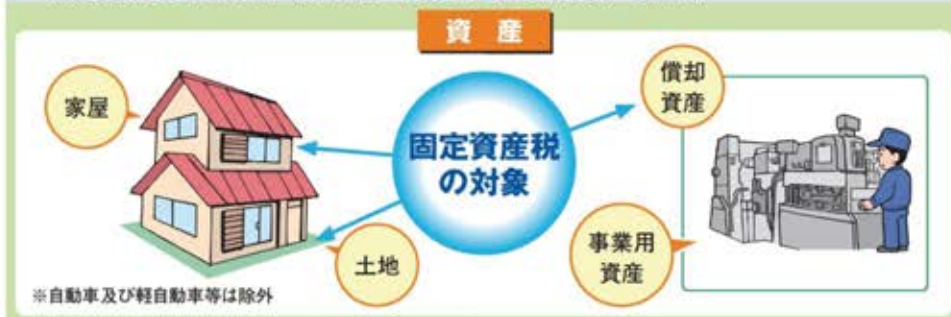 資産
家屋
固定資産税
の対象
償却
資産
土地
事業用
資産
※自動車及び軽自動車等は除外